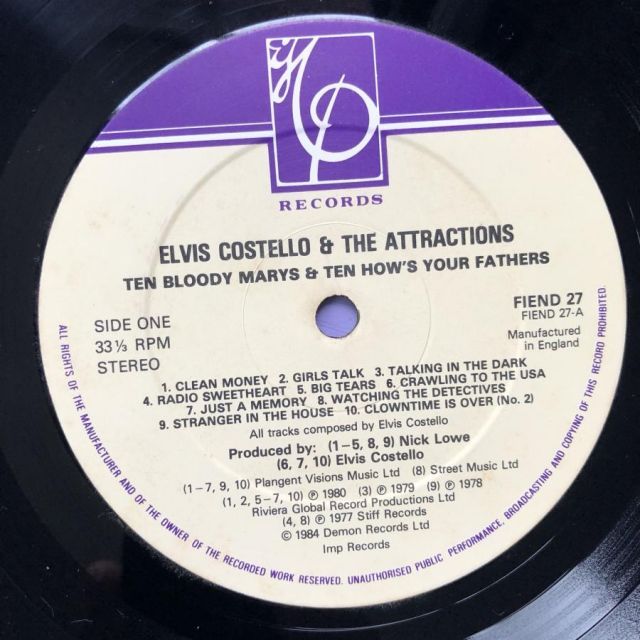 RECORDS
ELVIS COSTELLO & THE ATTRACTIONS
TEN BLOODY MARYS & TEN HOW'S YOUR FATHERS
SIDE ONE
33⅓ RPM
STEREO
FIEND 27
FIEND 27-A
Manufactured
in England
1. CLEAN MONEY 2. GIRLS TALK 3. TALKING IN THE DARK
4. RADIO SWEETHEART 5. BIG TEARS 6. CRAWLING TO THE USA
7. JUST A MEMORY 8. WATCHING THE DETECTIVES
9. STRANGER IN THE HOUSE 10. CLOWNTIME IS OVER (No. 2)
All tracks composed by Elvis Costello
Produced by: (1–5, 8, 9) Nick Lowe
(6, 7, 10) Elvis Costello
(1–7, 9, 10) Plangent Visions Music Ltd (8) Street Music Ltd
(1, 2, 5–7, 10) ℗ 1980 (3) ℗ 1979 (9) ℗ 1978
Riviera Global Record Productions Ltd
(4, 8) ℗ 1977 Stiff Records
© 1984 Demon Records Ltd
Imp Records
ALL RIGHTS OF THE MANUFACTURER AND OF THE OWNER OF THE RECORDED WORK RESERVED. UNAUTHORISED PUBLIC PERFORMANCE, BROADCASTING AND COPYING OF THIS RECORD PROHIBITED.